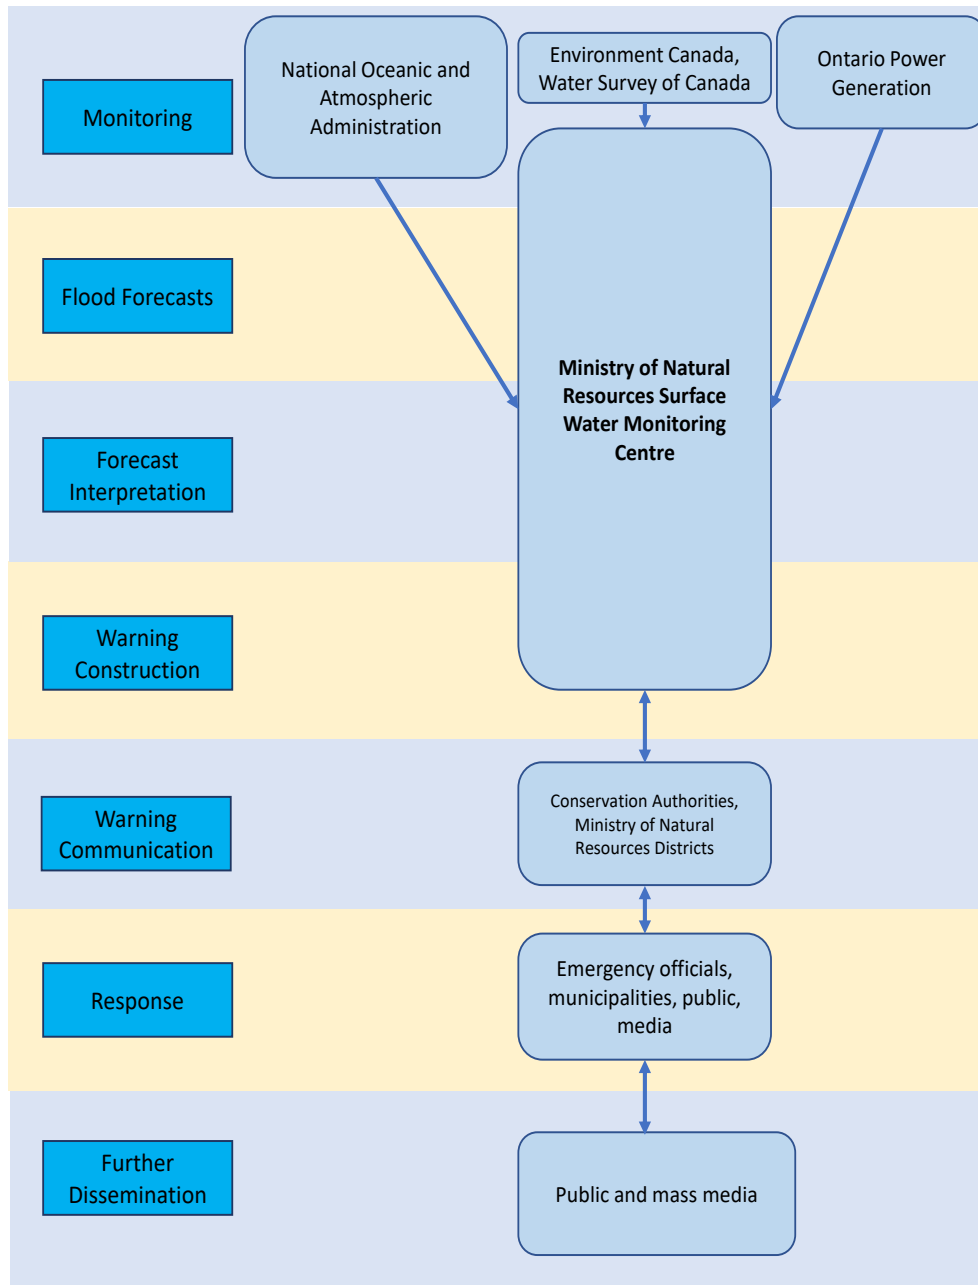 Monitoring
National Oceanic and
Atmospheric
Administration
Environment Canada,
Water Survey of Canada
Ontario Power
Generation
Flood Forecasts
Ministry of Natural
Resources Surface
Water Monitoring
Centre
Forecast
Interpretation
Warning
Construction
Warning
Communication
Conservation Authorities,
Ministry of Natural
Resources Districts
Response
Emergency officials,
municipalities, public,
media
Further
Dissemination
Public and mass media